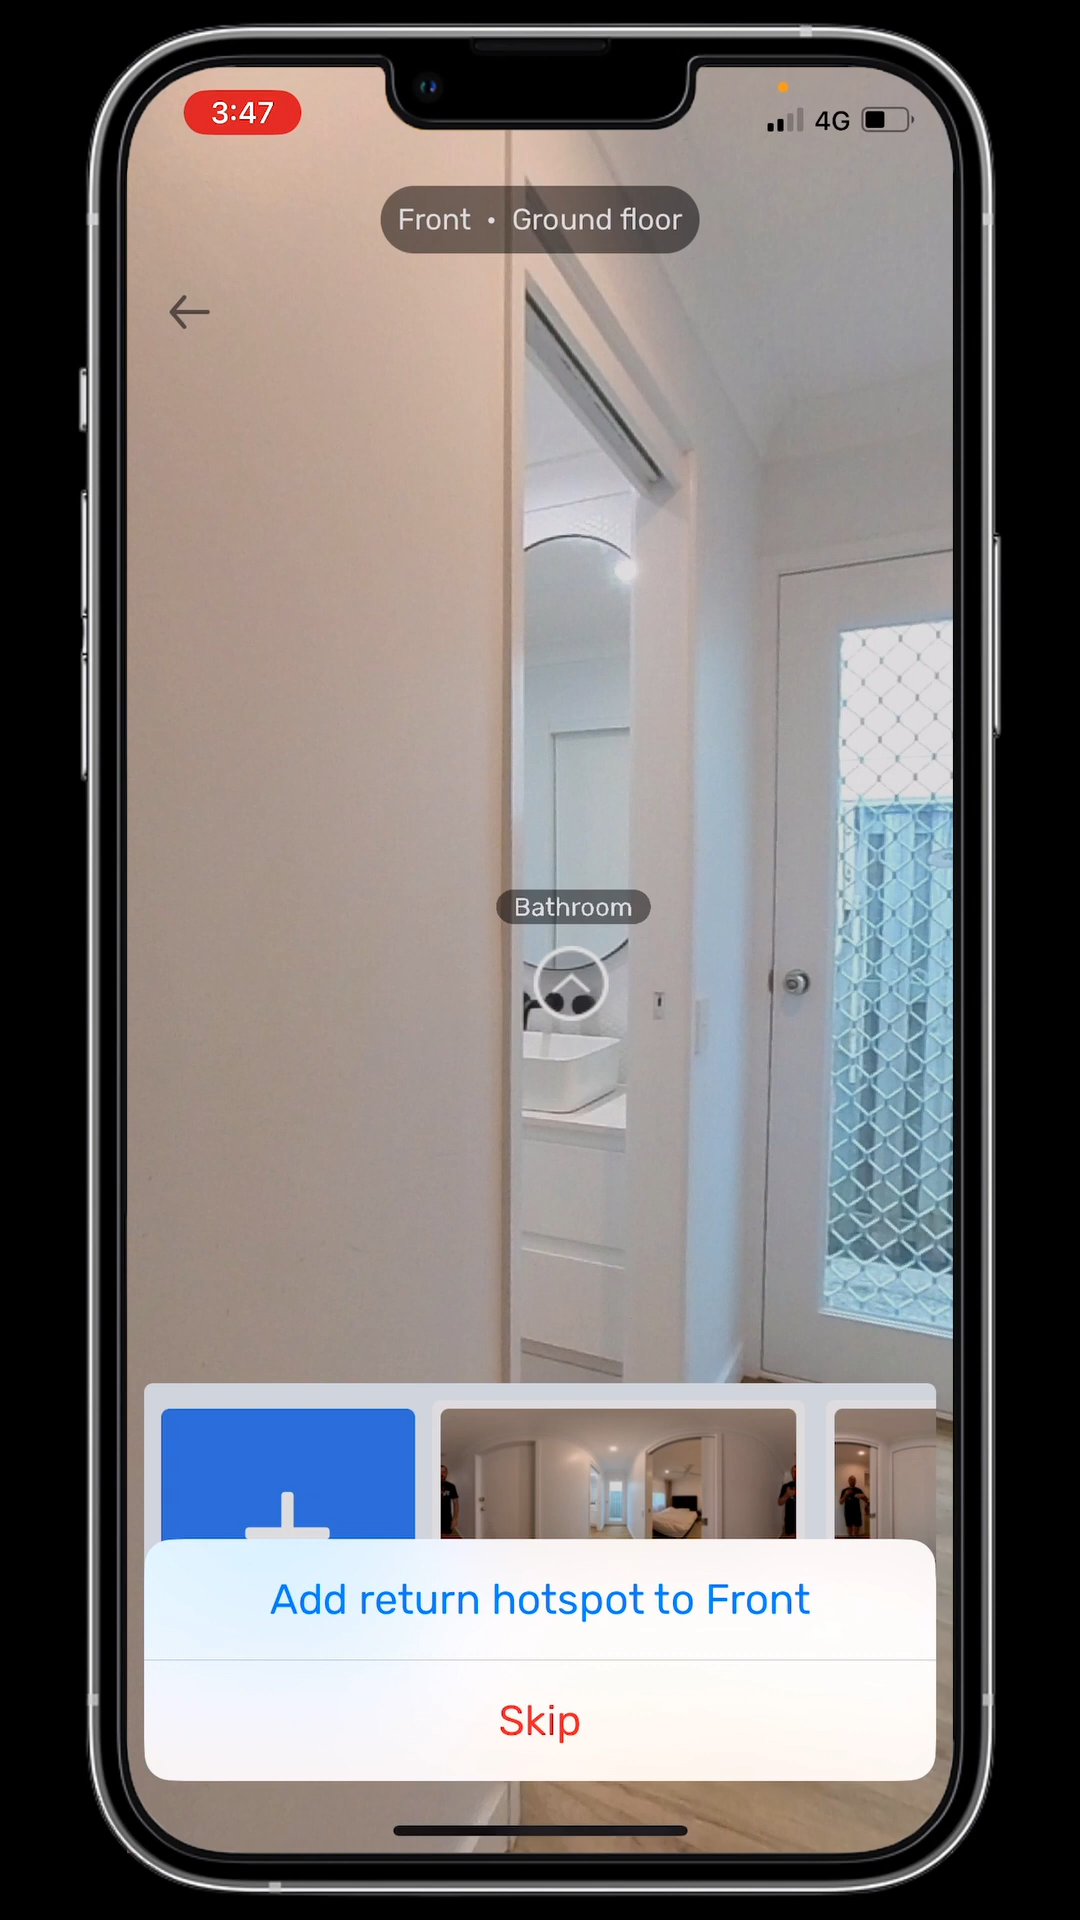 3:47
4G
Front • Ground floor
Bathroom
Add return hotspot to Front
Skip